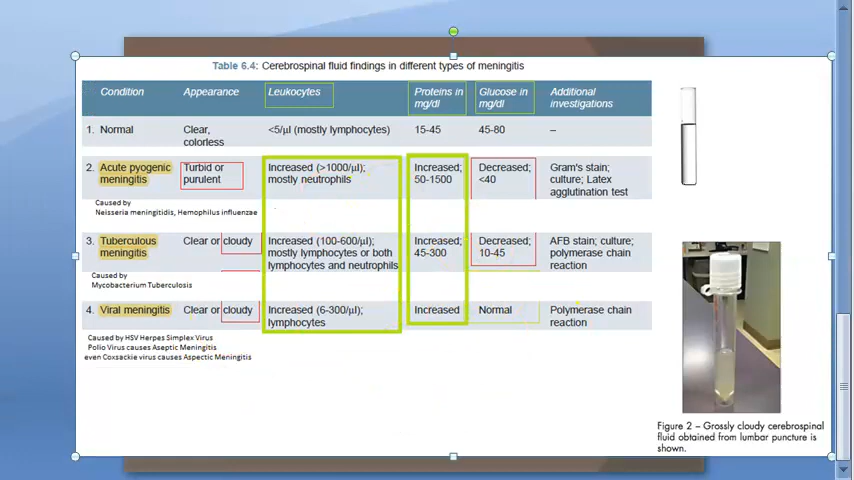 Table 6.4: Cerebrospinal fluid findings in different types of meningitis
Condition Appearance Leukocytes Proteins in mg/dl Glucose in mg/dl Additional investigations
1. Normal Clear, colorless <5/µl (mostly lymphocytes) 15-45 45-80 –
2. Acute pyogenic meningitis Turbid or purulent Increased (>1000/µl); mostly neutrophils Increased; 50-1500 Decreased; <40 Gram's stain; culture; Latex agglutination test
Caused by
Neisseria meningitidis, Hemophilus influenzae
3. Tuberculous meningitis Clear or cloudy Increased (100-600/µl); mostly lymphocytes or both lymphocytes and neutrophils Increased; 45-300 Decreased; 10-45 AFB stain; culture; polymerase chain reaction
Caused by
Mycobacterium Tuberculosis
4. Viral meningitis Clear or cloudy Increased (6-300/µl); lymphocytes Increased Normal Polymerase chain reaction
Caused by HSV Herpes Simplex Virus
Polio Virus causes Aseptic Meningitis
even Coxsackie virus causes Aspectic Meningitis
Figure 2 – Grossly cloudy cerebrospinal
fluid obtained from lumbar puncture is
shown.